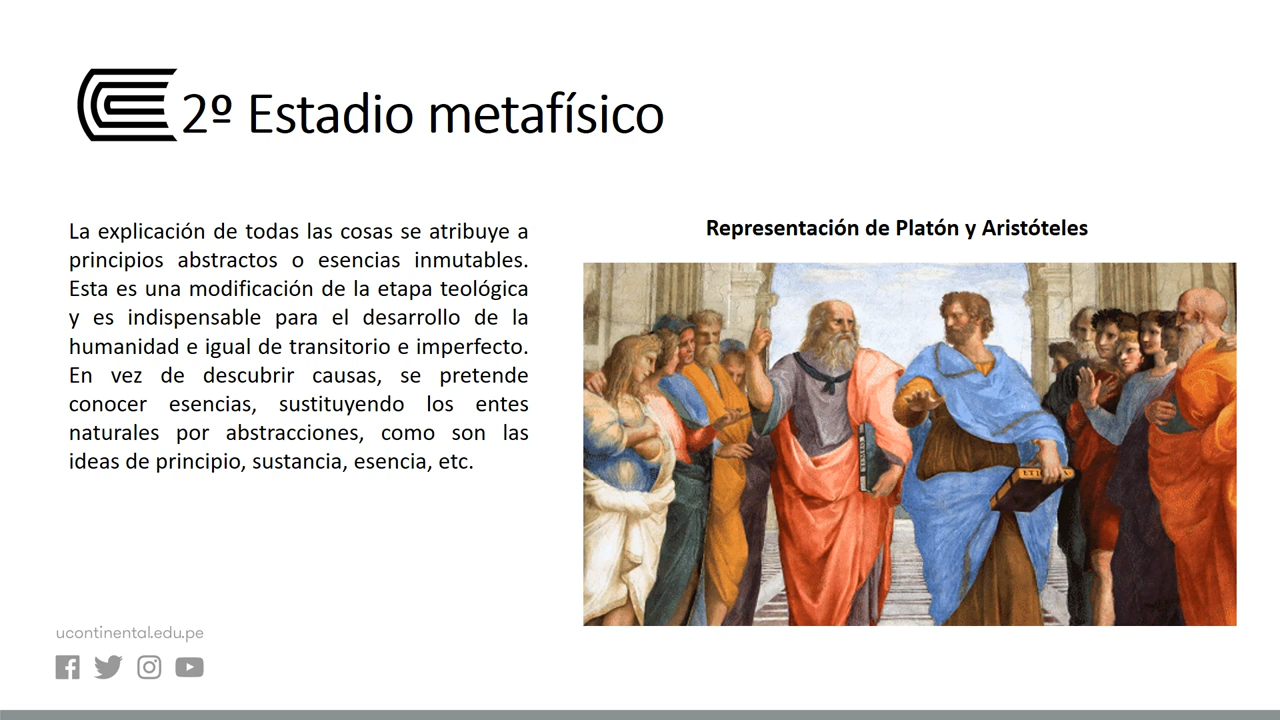 2º Estadio metafísico
La explicación de todas las cosas se atribuye a
principios abstractos o esencias inmutables.
Esta es una modificación de la etapa teológica
y es indispensable para el desarrollo de la
humanidad e igual de transitorio e imperfecto.
En vez de descubrir causas, se pretende
conocer esencias, sustituyendo los entes
naturales por abstracciones, como son las
ideas de principio, sustancia, esencia, etc.
Representación de Platón y Aristóteles
ucontinental.edu.pe